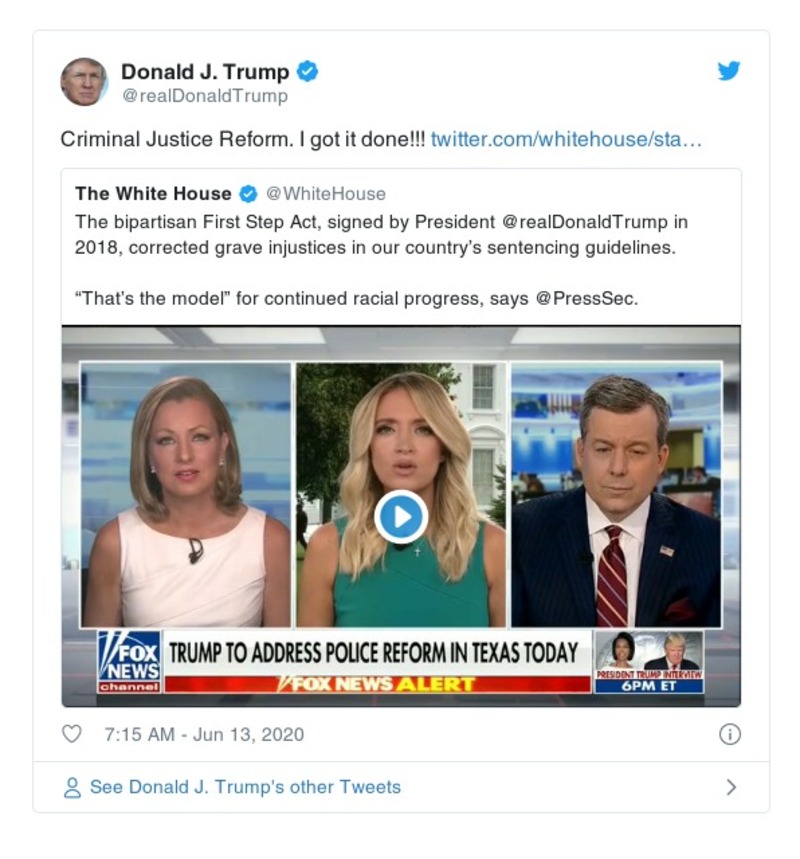 Donald J. Trump
@realDonaldTrump
Criminal Justice Reform. I got it done!!! twitter.com/whitehouse/sta…
The White House @WhiteHouse
The bipartisan First Step Act, signed by President @realDonaldTrump in
2018, corrected grave injustices in our country’s sentencing guidelines.
“That’s the model” for continued racial progress, says @PressSec.
FOX
NEWS
channel
TRUMP TO ADDRESS POLICE REFORM IN TEXAS TODAY
FOX NEWS ALERT
PRESIDENT TRUMP INTERVIEW
6PM ET
7:15 AM - Jun 13, 2020
See Donald J. Trump's other Tweets